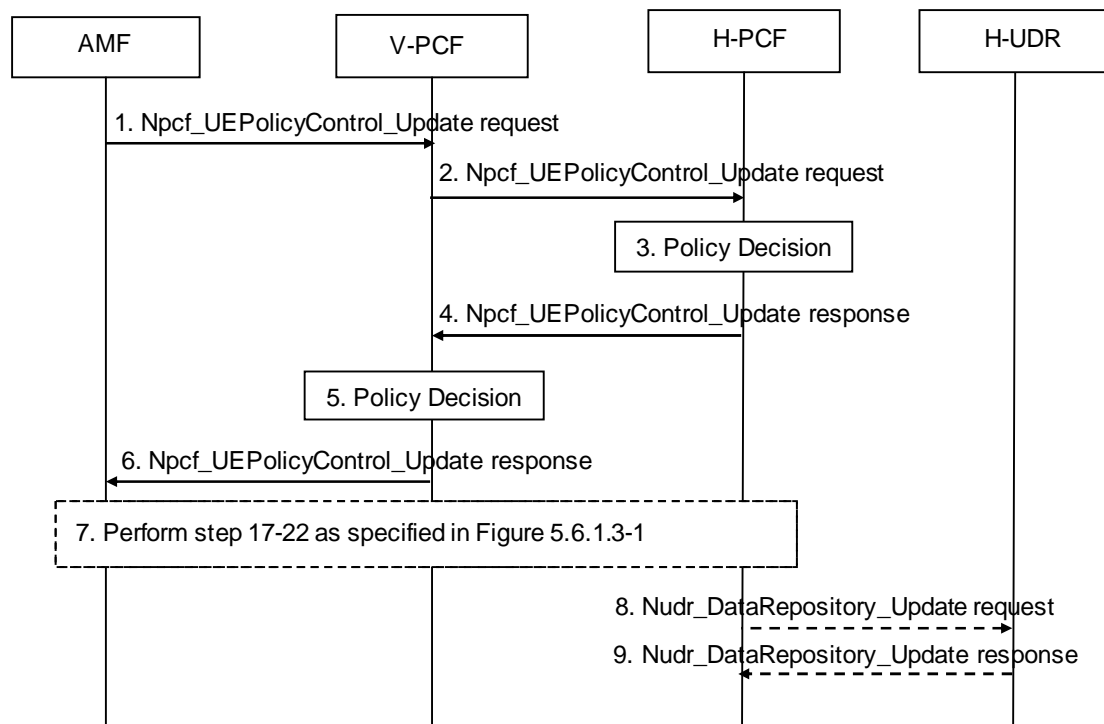 AMF
V-PCF
H-PCF
H-UDR
1. Npcf_UEPolicyControl_Update request
2. Npcf_UEPolicyControl_Update request
3. Policy Decision
4. Npcf_UEPolicyControl_Update response
5. Policy Decision
6. Npcf_UEPolicyControl_Update response
7. Perform step 17-22 as specified in Figure 5.6.1.3-1
8. Nudr_DataRepository_Update request
9. Nudr_DataRepository_Update response